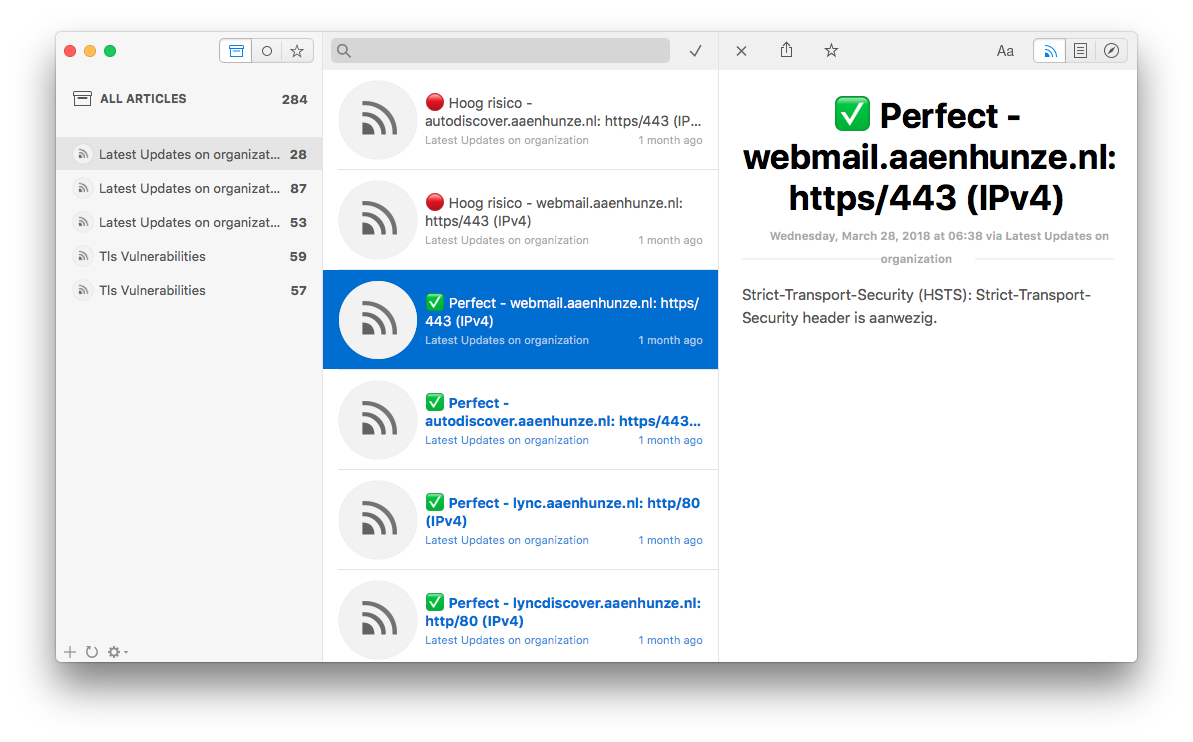 ALL ARTICLES 284
Latest Updates on organizat... 28
Latest Updates on organizat... 87
Latest Updates on organizat... 53
Tls Vulnerabilities 59
Tls Vulnerabilities 57
🔴 Hoog risico -
autodiscover.aaenhunze.nl: https/443 (IP...
Latest Updates on organization 1 month ago
🔴 Hoog risico - webmail.aaenhunze.nl:
https/443 (IPv4)
Latest Updates on organization 1 month ago
✅ Perfect - webmail.aaenhunze.nl: https/
443 (IPv4)
Latest Updates on organization 1 month ago
✅ Perfect -
autodiscover.aaenhunze.nl: https/443...
Latest Updates on organization 1 month ago
✅ Perfect - lync.aaenhunze.nl: http/80
(IPv4)
Latest Updates on organization 1 month ago
✅ Perfect - lyncdiscover.aaenhunze.nl:
http/80 (IPv4)
Latest Updates on organization 1 month ago
Aa
✅ Perfect -
webmail.aaenhunze.nl:
https/443 (IPv4)
Wednesday, March 28, 2018 at 06:38 via Latest Updates on
organization
Strict-Transport-Security (HSTS): Strict-Transport-
Security header is aanwezig.